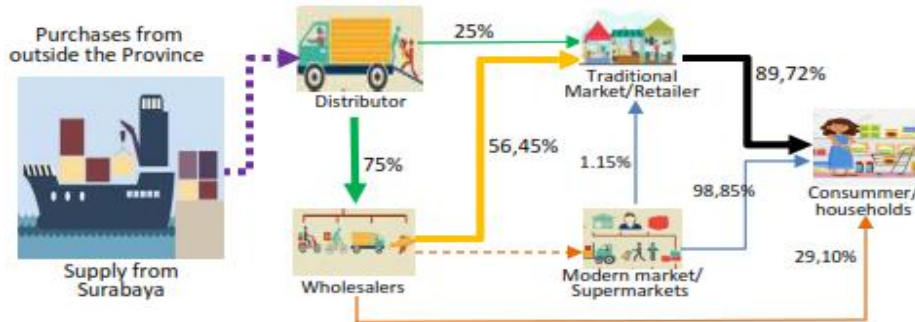 Purchases from
outside the Province
Supply from
Surabaya
Distributor
25%
75%
Wholesalers
56,45%
Traditional
Market/Retailer
1.15%
Modern market/
Supermarkets
89,72%
98,85%
Consummer/
households
29,10%